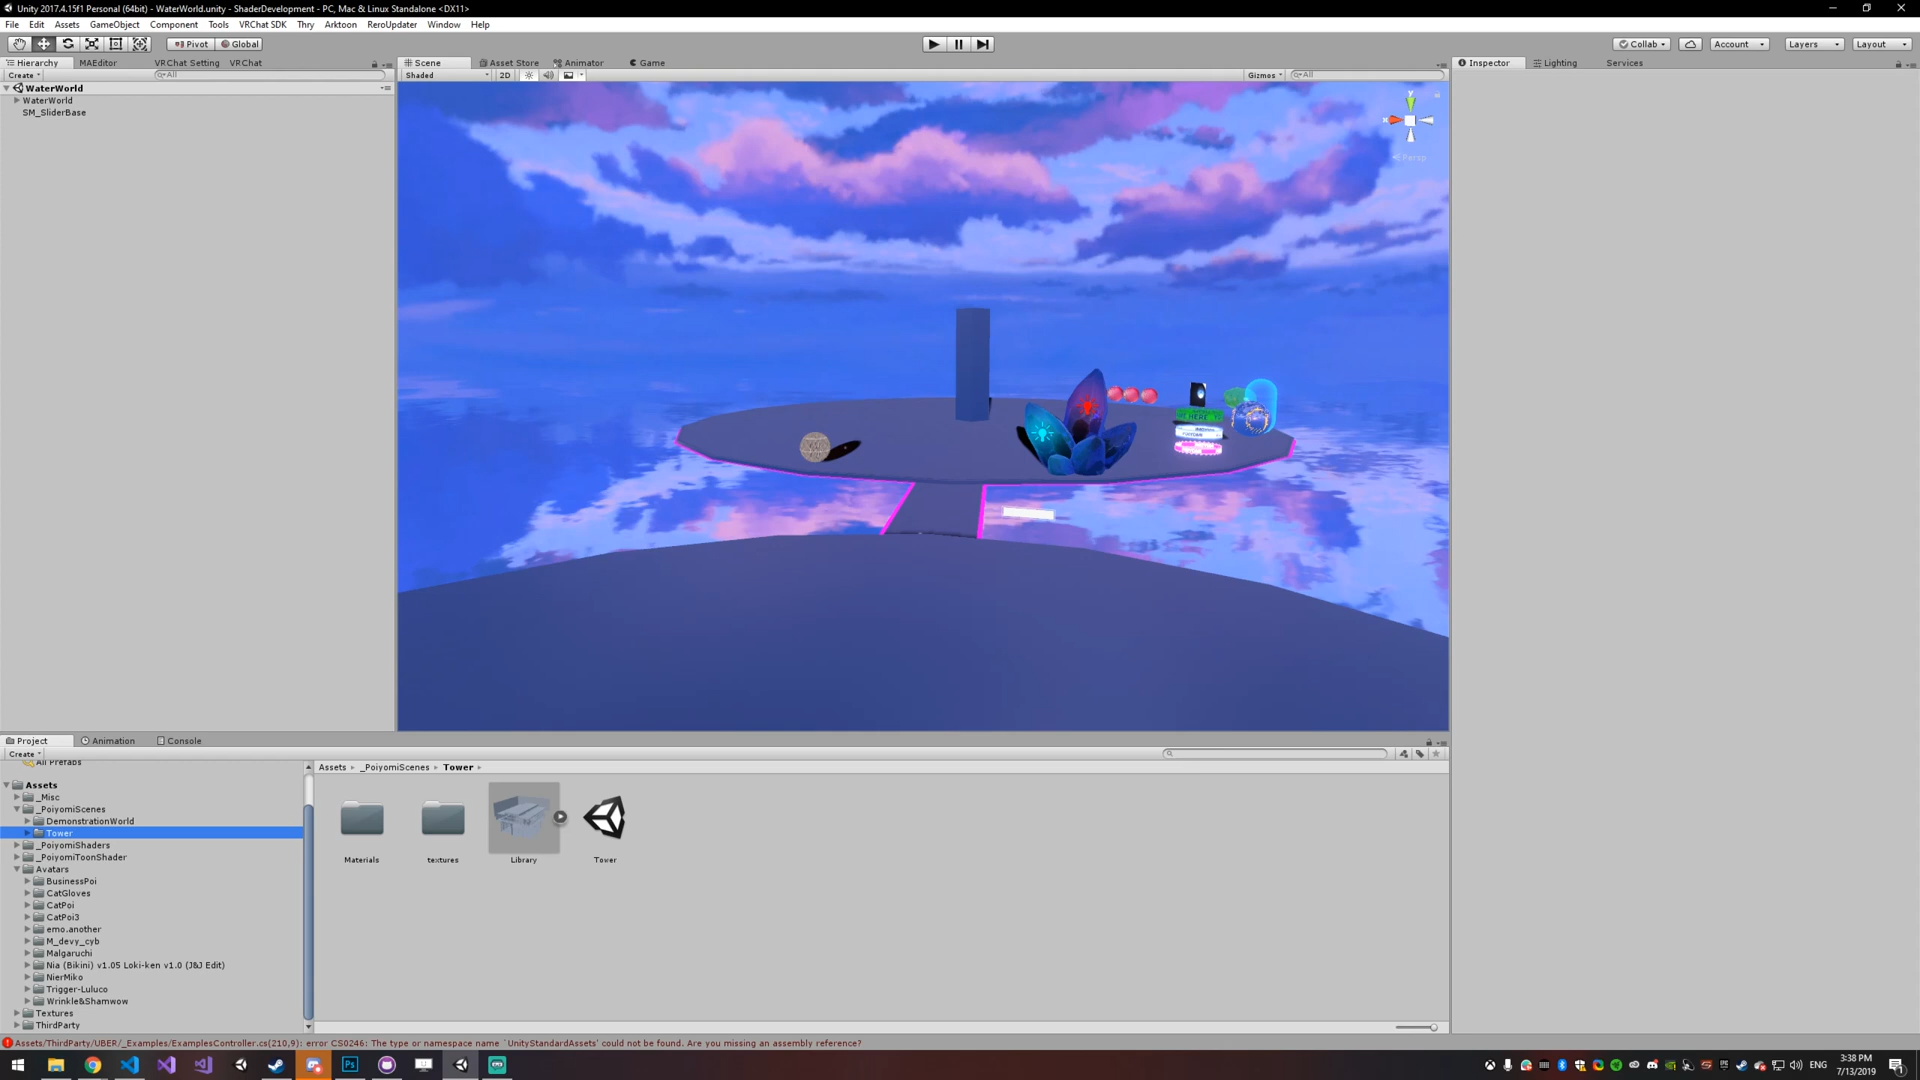 Unity 2017.4.15f1 Personal (64bit) - WaterWorld.unity - ShaderDevelopment - PC, Mac & Linux Standalone <DX11>
File Edit Assets GameObject Component Tools VRChat SDK Thry Arktoon ReroUpdater Window Help
Pivot Global Collab Account Layers Layout
Hierarchy MAEditor VRChat Setting VRChat
Scene Asset Store Animator Game
Inspector Lighting Services
Create All
Shaded 2D Gizmos All
WaterWorld
WaterWorld
SM_SliderBase
y
x
Persp
HERE
Project Animation Console
Create
All Prefabs
Assets
_Misc
_PoiyomiScenes
DemonstrationWorld
Tower
_PoiyomiShaders
_PoiyomiToonShader
Avatars
BusinessPoi
CatGloves
CatPoi
CatPoi3
emo.another
M_devy_cyb
Malgaruchi
Nia (Bikini) v1.05 Loki-ken v1.0 (J&J Edit)
NierMiko
Trigger-Luluco
Wrinkle&Shamwow
Textures
ThirdParty
Assets _PoiyomiScenes Tower
Materials textures Library Tower
Assets/ThirdParty/UBER/_Examples/ExamplesController.cs(210,9): error CS0246: The type or namespace name `UnityStandardAssets' could not be found. Are you missing an assembly reference?
Ps
ENG
3:38 PM
7/13/2019